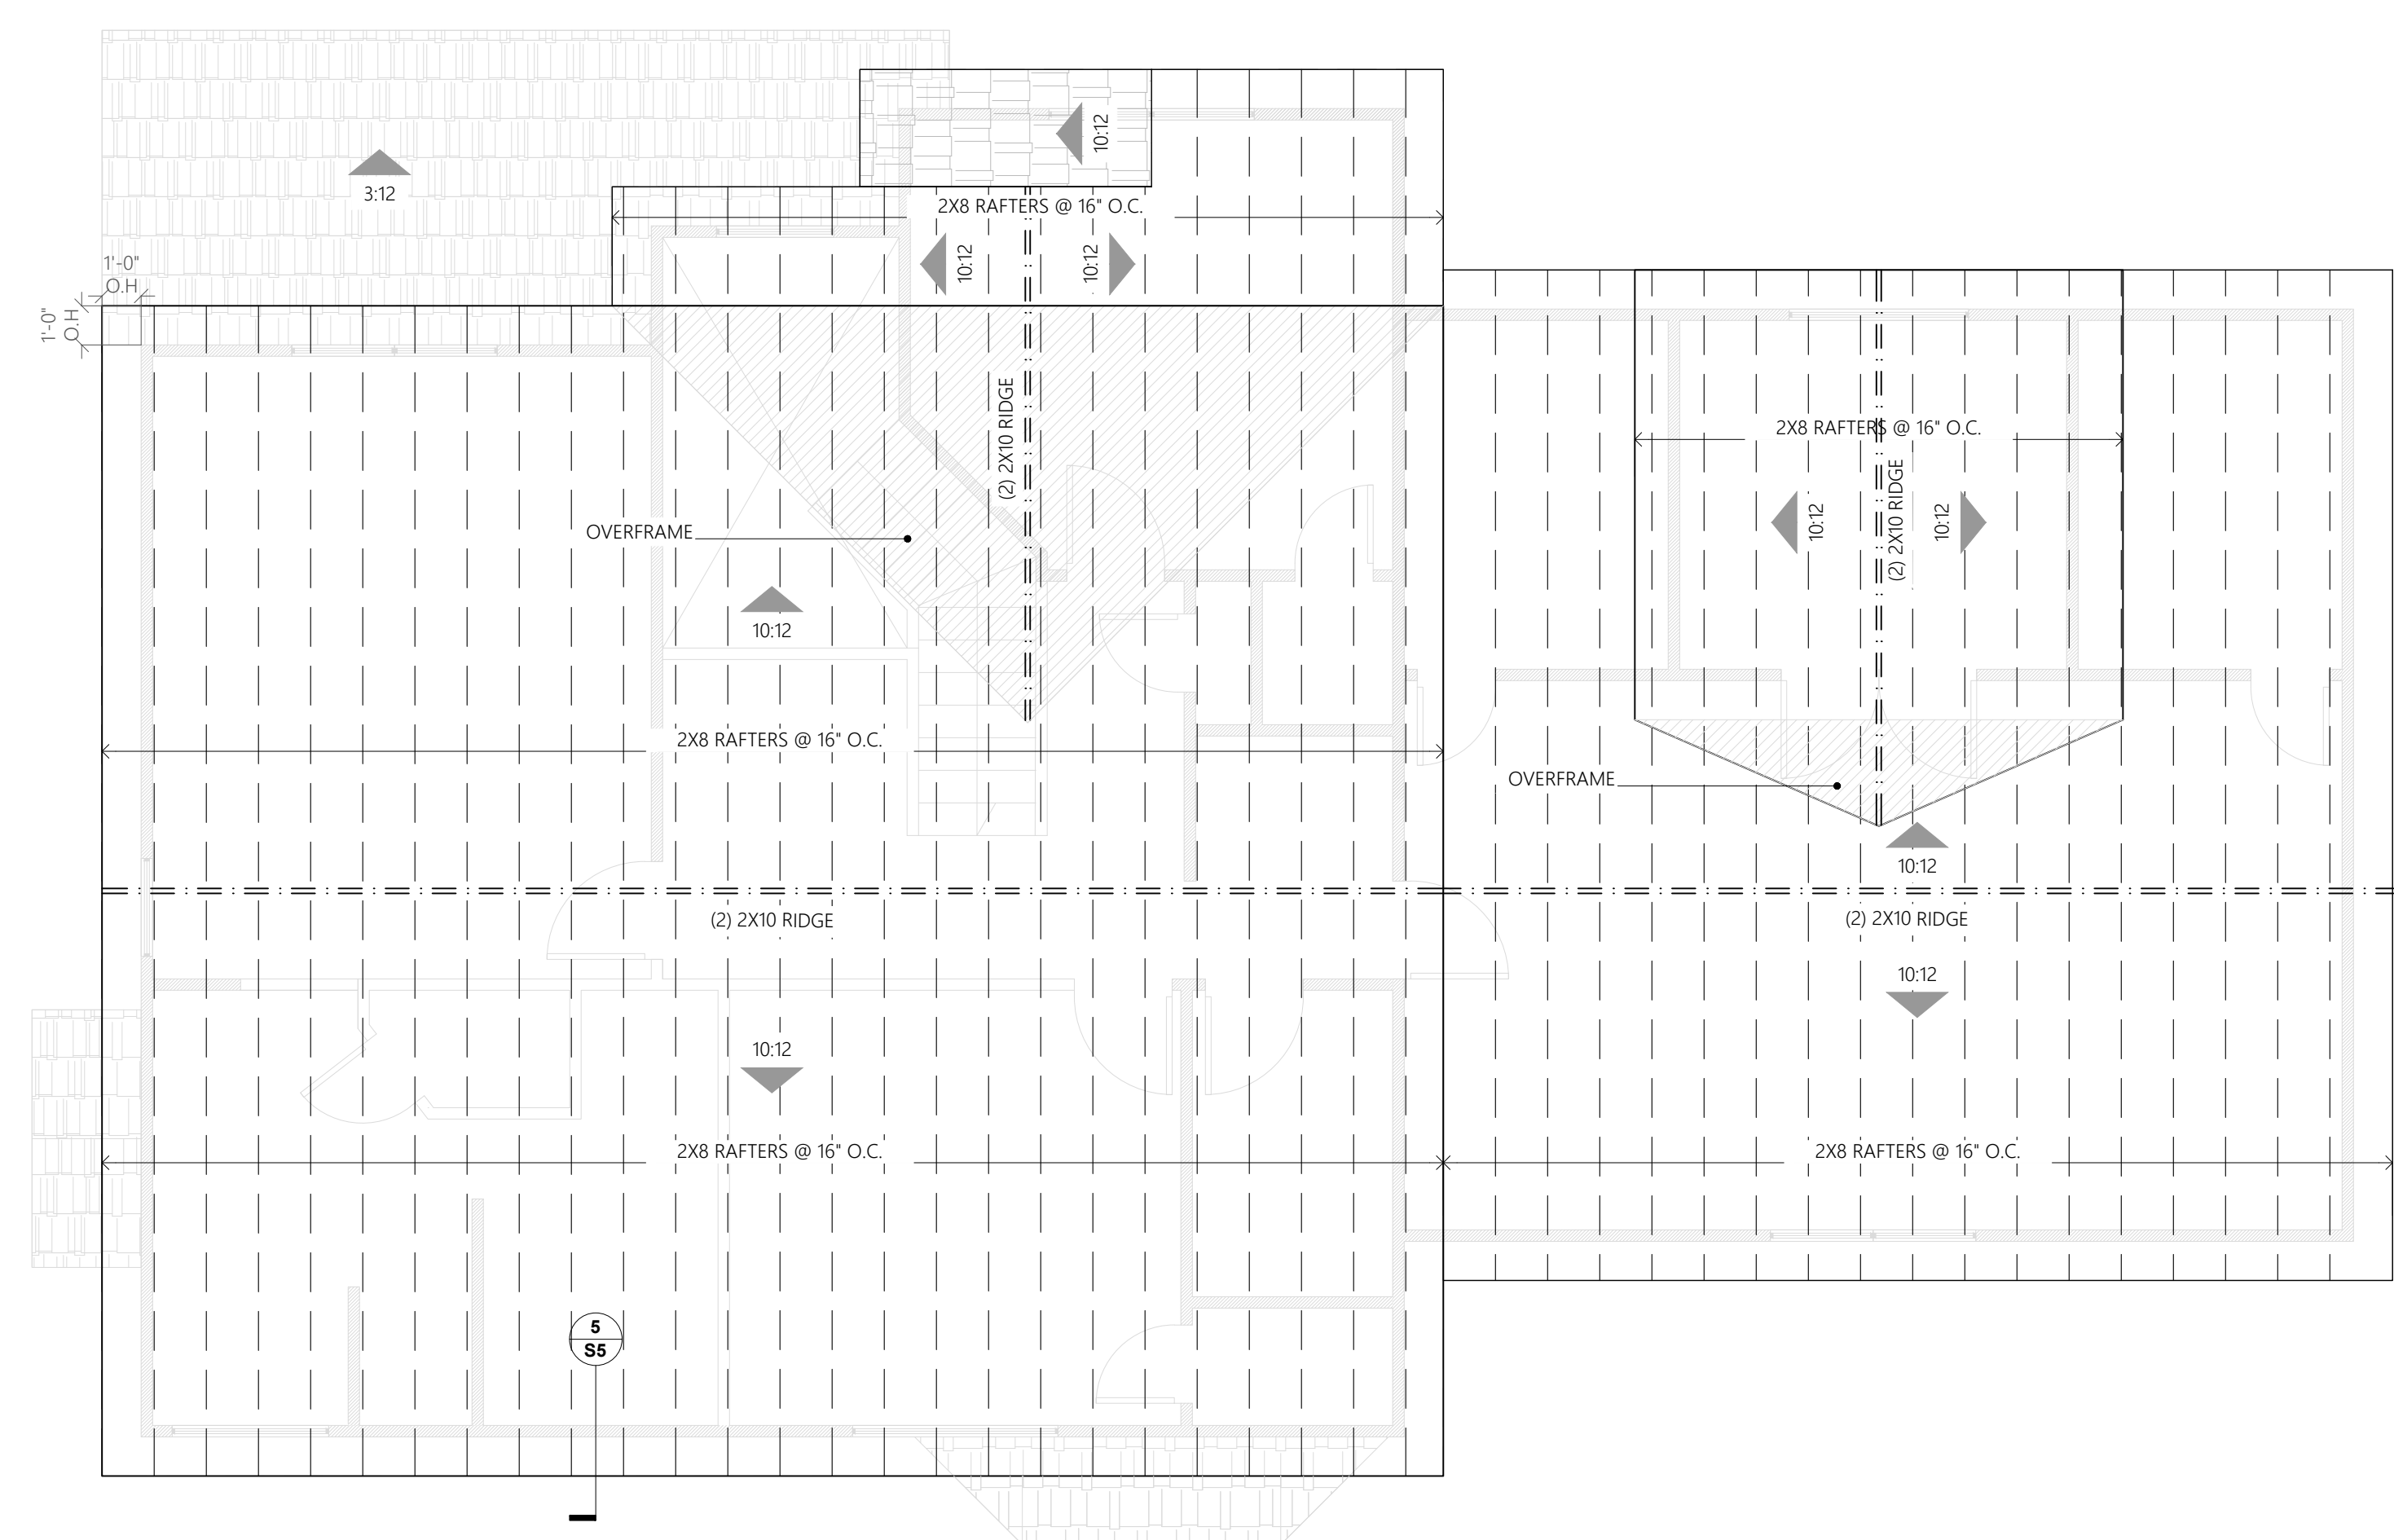 10:12
3:12
2X8 RAFTERS @ 16" O.C.
10:12
10:12
1'-0"
O.H
1'-0"
O.H
(2) 2X10 RIDGE
2X8 RAFTERS @ 16" O.C.
(2) 2X10 RIDGE
10:12
10:12
OVERFRAME
10:12
2X8 RAFTERS @ 16" O.C.
OVERFRAME
10:12
(2) 2X10 RIDGE
(2) 2X10 RIDGE
10:12
10:12
2X8 RAFTERS @ 16" O.C.
2X8 RAFTERS @ 16" O.C.
5
S5